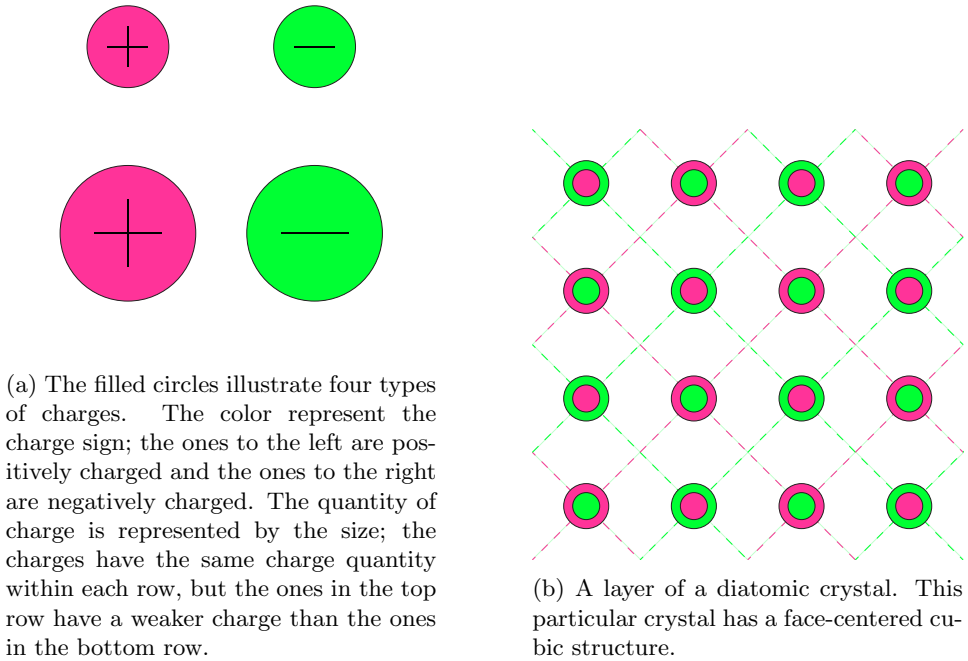 (a) The filled circles illustrate four types
of charges. The color represent the
charge sign; the ones to the left are pos-
itively charged and the ones to the right
are negatively charged. The quantity of
charge is represented by the size; the
charges have the same charge quantity
within each row, but the ones in the top
row have a weaker charge than the ones
in the bottom row.
(b) A layer of a diatomic crystal. This
particular crystal has a face-centered cu-
bic structure.